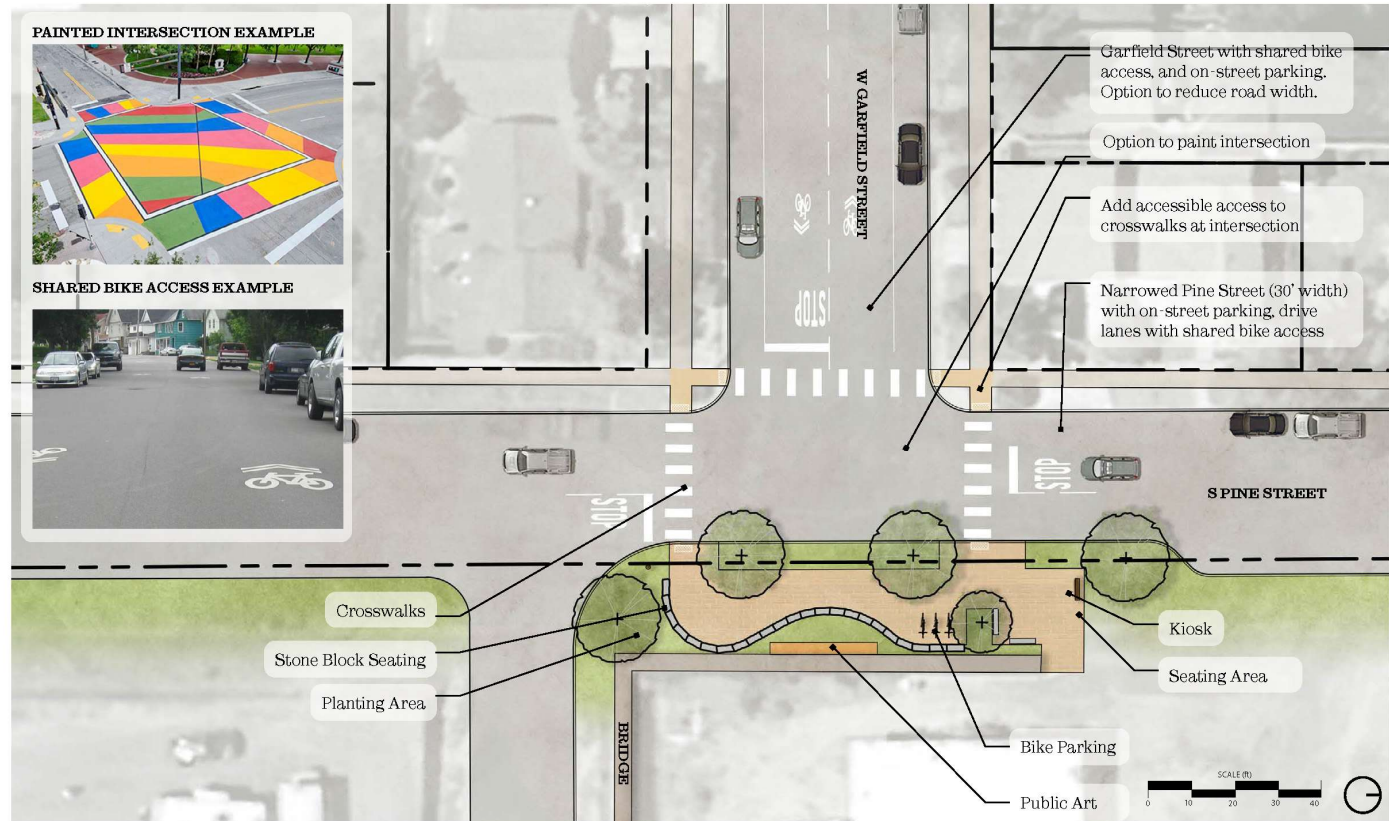 PAINTED INTERSECTION EXAMPLE
SHARED BIKE ACCESS EXAMPLE
W GARFIELD STREET
Garfield Street with shared bike
access, and on-street parking.
Option to reduce road width.
Option to paint intersection
Add accessible access to
crosswalks at intersection
Narrowed Pine Street (30' width)
with on-street parking, drive
lanes with shared bike access
STOP
STOP
STOP
S PINE STREET
Crosswalks
Stone Block Seating
Planting Area
BRIDGE
Kiosk
Seating Area
Bike Parking
Public Art
SCALE (ft)
0 10 20 30 40